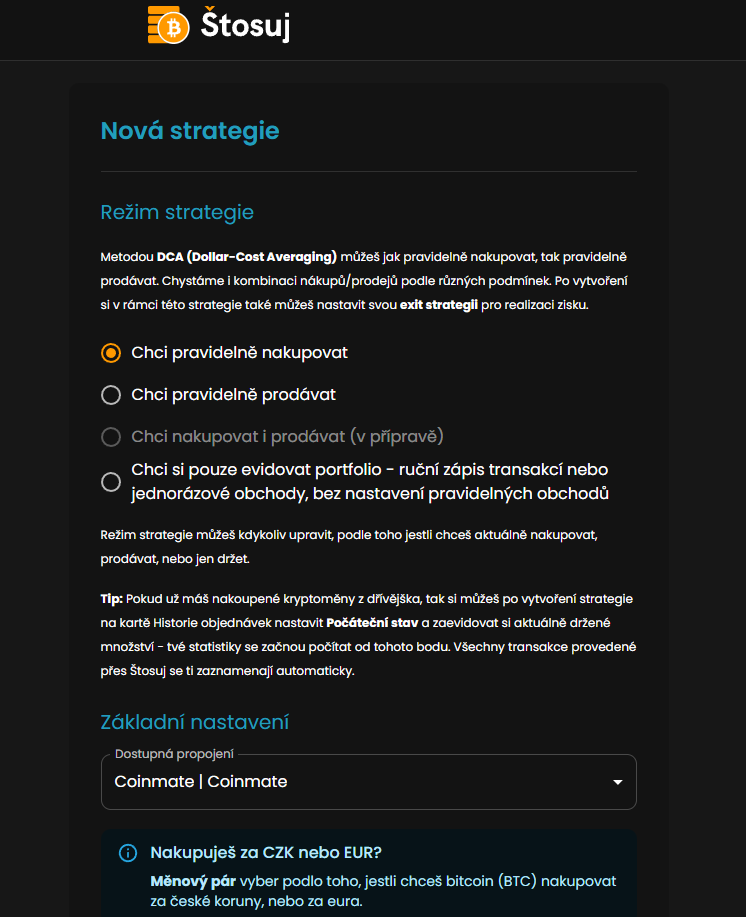 Štosuj
Nová strategie
Režim strategie
Metodou DCA (Dollar-Cost Averaging) můžeš jak pravidelně nakupovat, tak pravidelně
prodávat. Chystáme i kombinaci nákupů/prodejů podle různých podmínek. Po vytvoření
si v rámci této strategie také můžeš nastavit svou exit strategii pro realizaci zisku.
Chci pravidelně nakupovat
Chci pravidelně prodávat
Chci nakupovat i prodávat (v přípravě)
Chci si pouze evidovat portfolio - ruční zápis transakcí nebo
jednorázové obchody, bez nastavení pravidelných obchodů
Režim strategie můžeš kdykoliv upravit, podle toho jestli chceš aktuálně nakupovat,
prodávat, nebo jen držet.
Tip: Pokud už máš nakoupené kryptoměny z dřívějška, tak si můžeš po vytvoření strategie
na kartě Historie objednávek nastavit Počáteční stav a zaevidovat si aktuálně držené
množství - tvé statistiky se začnou počítat od tohoto bodu. Všechny transakce provedené
přes Štosuj se ti zaznamenají automaticky.
Základní nastavení
Dostupná propojení
Coinmate | Coinmate
Nakupuješ za CZK nebo EUR?
Měnový pár vyber podlo toho, jestli chceš bitcoin (BTC) nakupovat
za české koruny, nebo za eura.